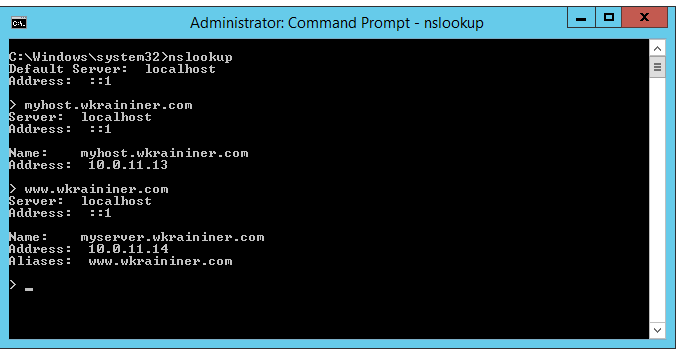 Administrator: Command Prompt - nslookup
C:\Windows\system32>nslookup
Default Server:  localhost
Address:  ::1
> myhost.wkraininer.com
Server:  localhost
Address:  ::1
Name:    myhost.wkraininer.com
Address:  10.0.11.13
> www.wkraininer.com
Server:  localhost
Address:  ::1
Name:    myserver.wkraininer.com
Address:  10.0.11.14
Aliases:  www.wkraininer.com
> _